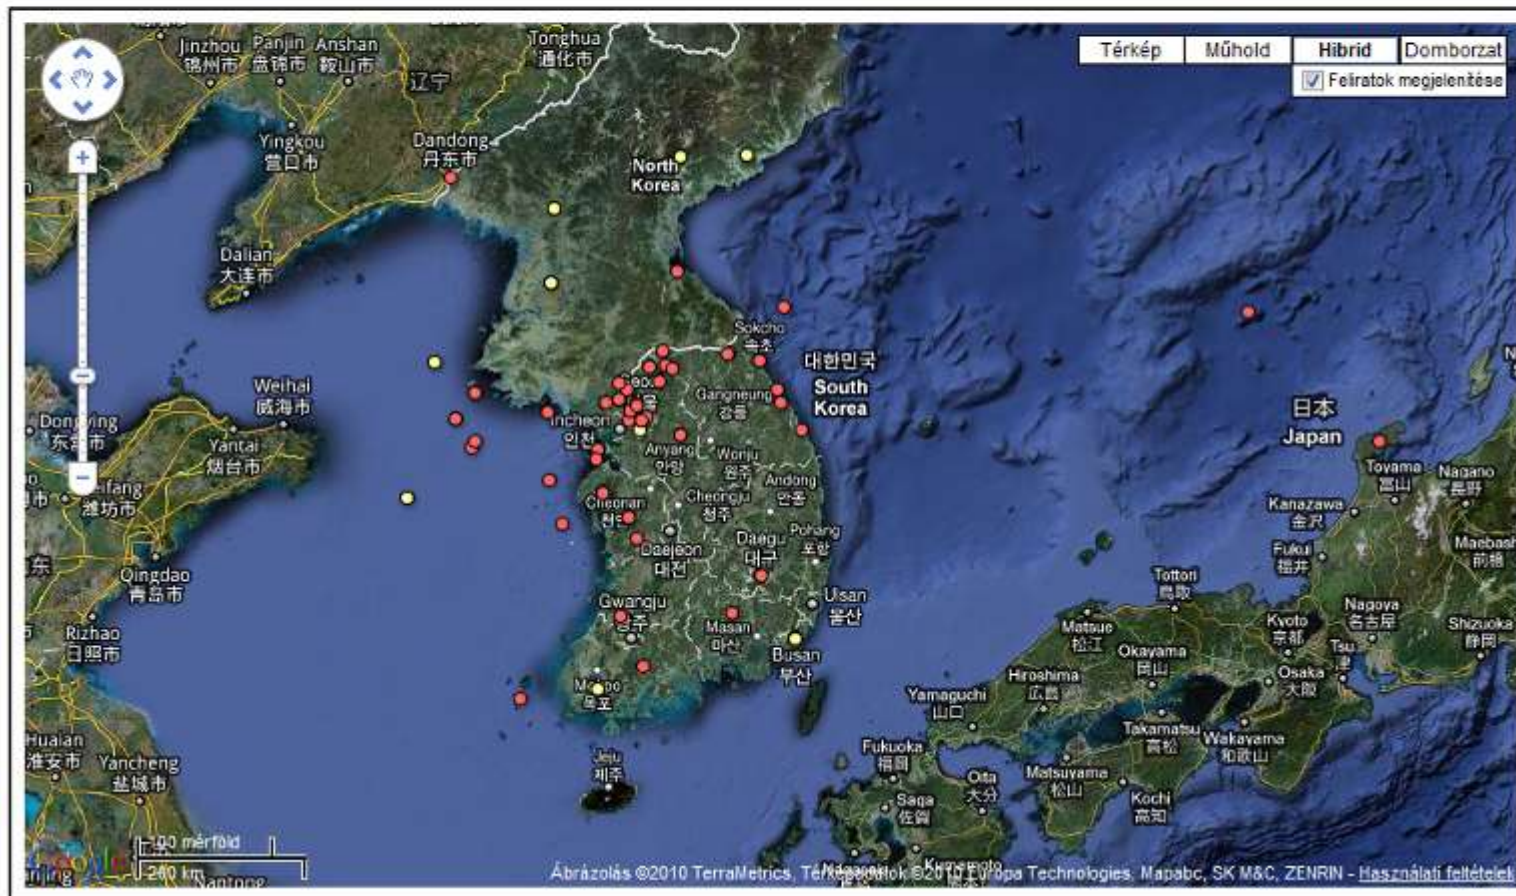 Térkép
Műhold
Hibrid
Domborzat
Feliratok megjelenítése
Jinzhou
锦州市
Panjin
盘锦市
Anshan
鞍山市
Tonghua
通化市
辽宁
Yingkou
营口市
Dandong
丹东市
North
Korea
Dalian
大连市
Sokcho
속초
대한민국
South
Korea
Weihai
威海市
Gangneung
강릉
日本
Japan
Yantai
烟台市
Incheon
인천
Anyang
안양
Wonju
원주
Toyama
富山
Nagano
長野
潍坊市
Cheonan
Cheongju
청주
Andong
안동
Kanazawa
金沢
Daejeon
대전
Daegu
대구
Pohang
포항
Fukui
福井
Qingdao
青岛市
Tottori
鳥取
Gwangju
Ulsan
울산
Matsue
松江
Kyoto
京都
Nagoya
名古屋
Shizuoka
静岡
Rizhao
日照市
Masan
마산
Busan
부산
Okayama
岡山
Tsu
津
Hiroshima
広島
Osaka
大阪
목포
Yamaguchi
山口
Takamatsu
高松
Wakayama
和歌山
Huaian
淮安市
Yancheng
盐城市
Jeju
제주
Fukuoka
福岡
Oita
大分
Matsuyama
松山
Saga
佐賀
Kochi
高知
100 mérföld
200 km
Nantong
Kumamoto
Ábrázolás ©2010 TerraMetrics, Térképadatok ©2010 Europa Technologies, Mapabc, SK M&C, ZENRIN - Használati feltételek